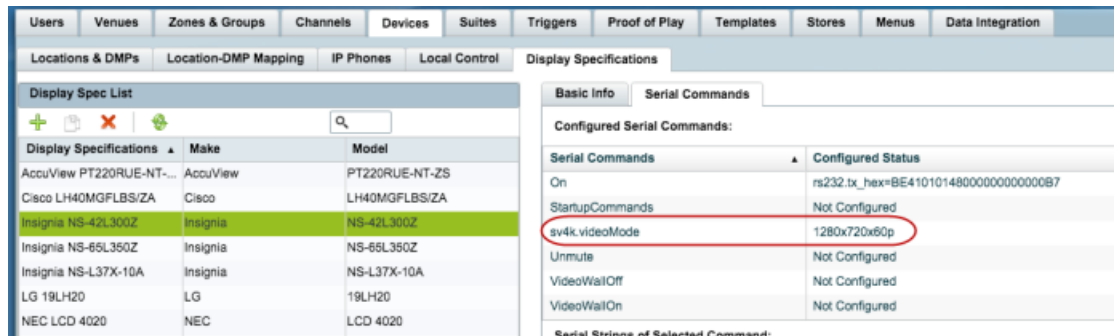 Users Venues Zones & Groups Channels Devices Suites Triggers Proof of Play Templates Stores Menus Data Integration
Locations & DMPs Location-DMP Mapping IP Phones Local Control Display Specifications
Display Spec List
Display Specifications Make Model
AccuView PT220RUE-NT-... AccuView PT220RUE-NT-ZS
Cisco LH40MGFLBS/ZA Cisco LH40MGFLBS/ZA
Insignia NS-42L300Z Insignia NS-42L300Z
Insignia NS-65L350Z Insignia NS-65L350Z
Insignia NS-L37X-10A Insignia NS-L37X-10A
LG 19LH20 LG 19LH20
NEC LCD 4020 NEC LCD 4020
Basic Info Serial Commands
Configured Serial Commands:
Serial Commands Configured Status
On
StartupCommands Not Configured
sv4k.videoMode 1280x720x60p
Unmute Not Configured
VideoWallOff Not Configured
VideoWallOn Not Configured
Serial Strings of Selected Command: